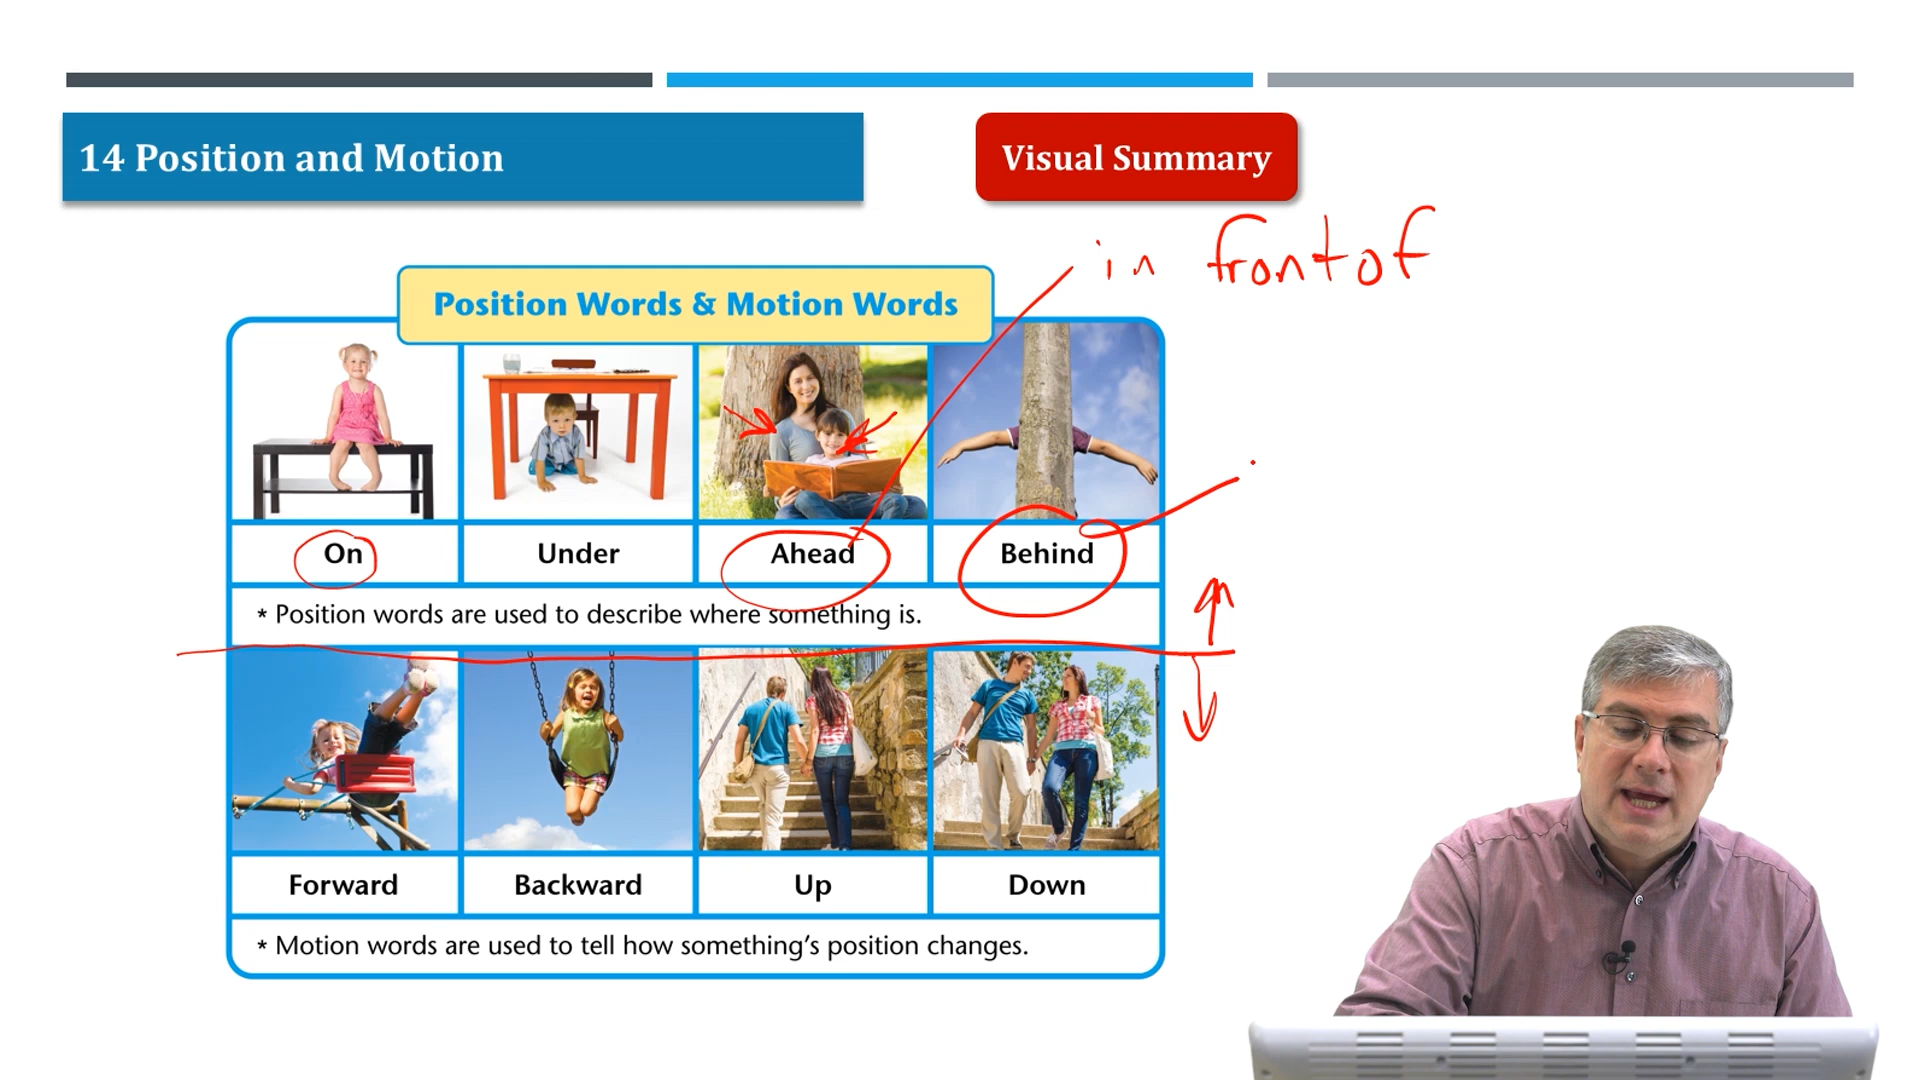 14 Position and Motion
Visual Summary
in front of
Position Words & Motion Words
On Under Ahead Behind
* Position words are used to describe where something is.
Forward Backward Up Down
* Motion words are used to tell how something's position changes.